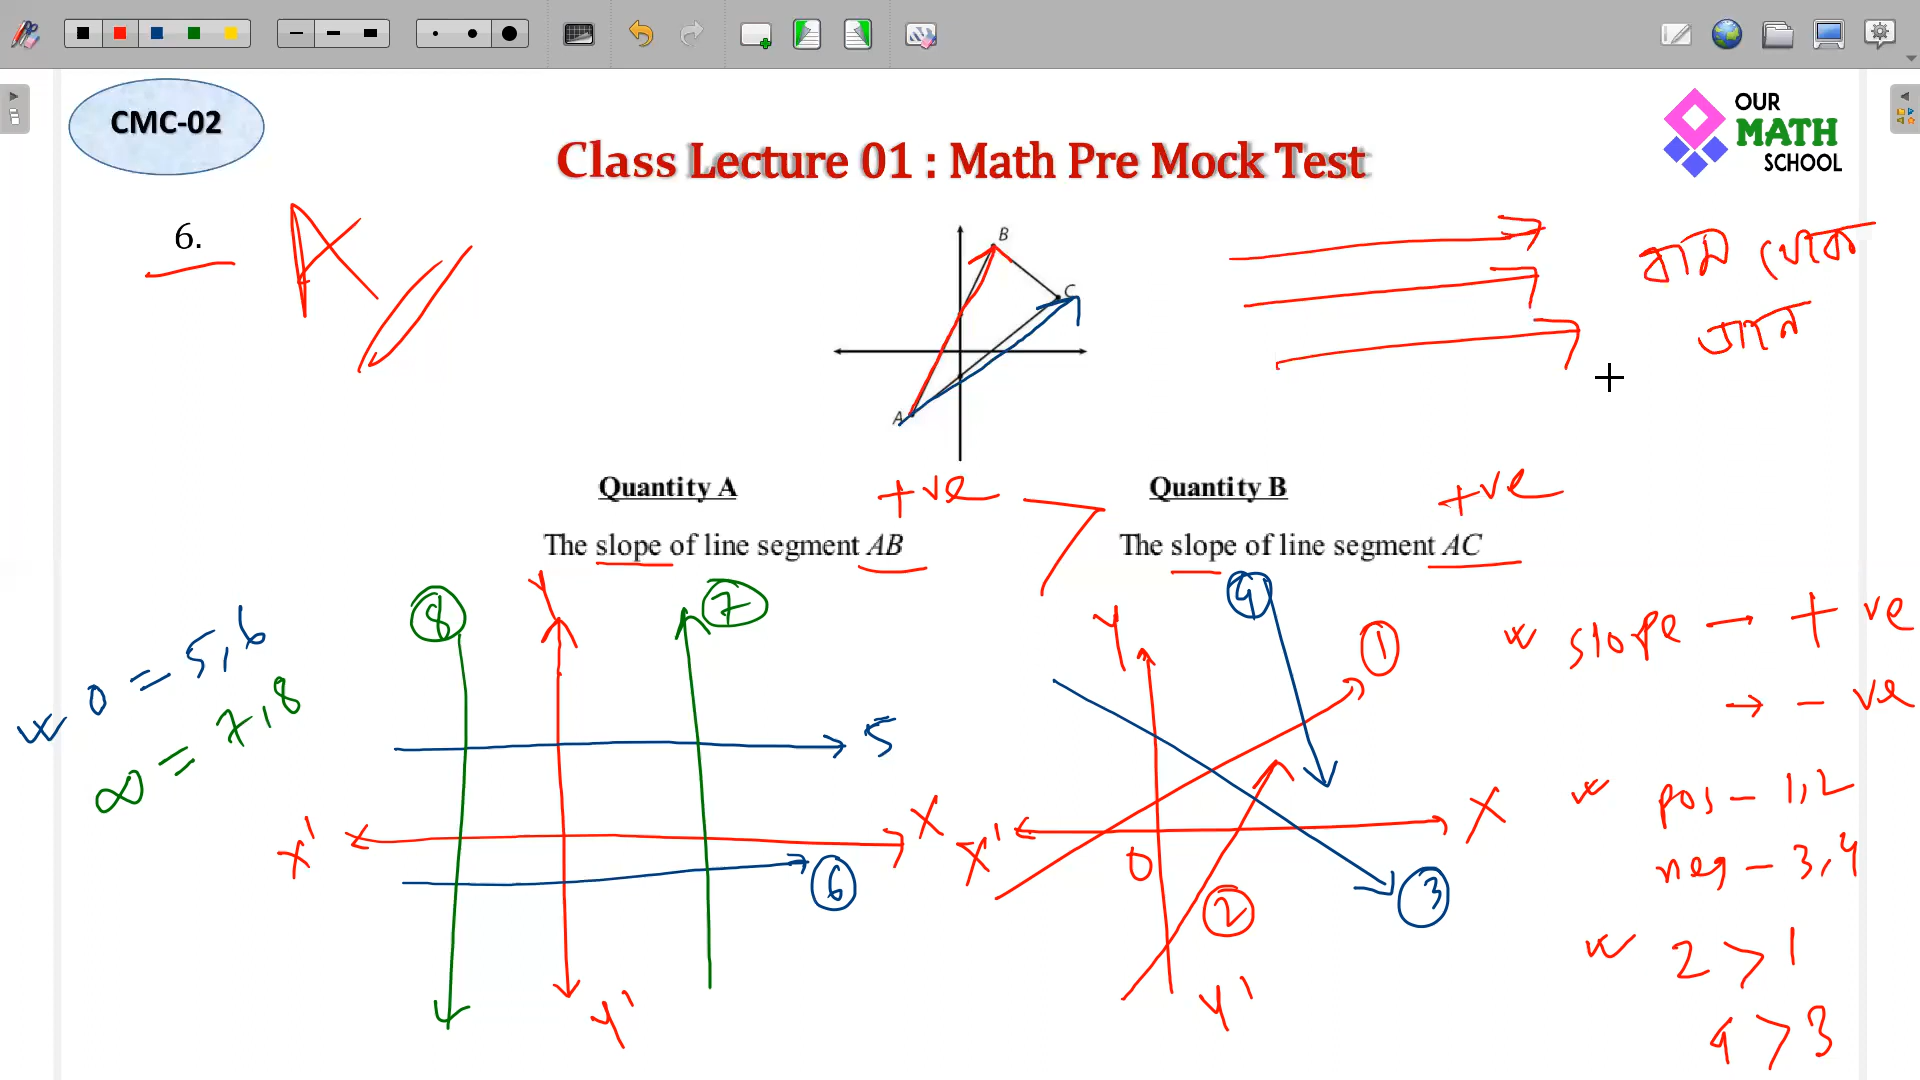 CMC-02
Class Lecture 01 : Math Pre Mock Test
OUR
MATH
SCHOOL
6.
A
B
C
A
বাম থেকে
ডানে
Quantity A
+ve
>
Quantity B
+ve
The slope of line segment AB
The slope of line segment AC
0 = 5,6
∞ = 7,8
8
Y
7
5
X'
X
6
Y'
Y
4
1
X'
X
0
2
3
Y'
slope → + ve
→ - ve
pos - 1,2
neg - 3,4
2 > 1
4 > 3